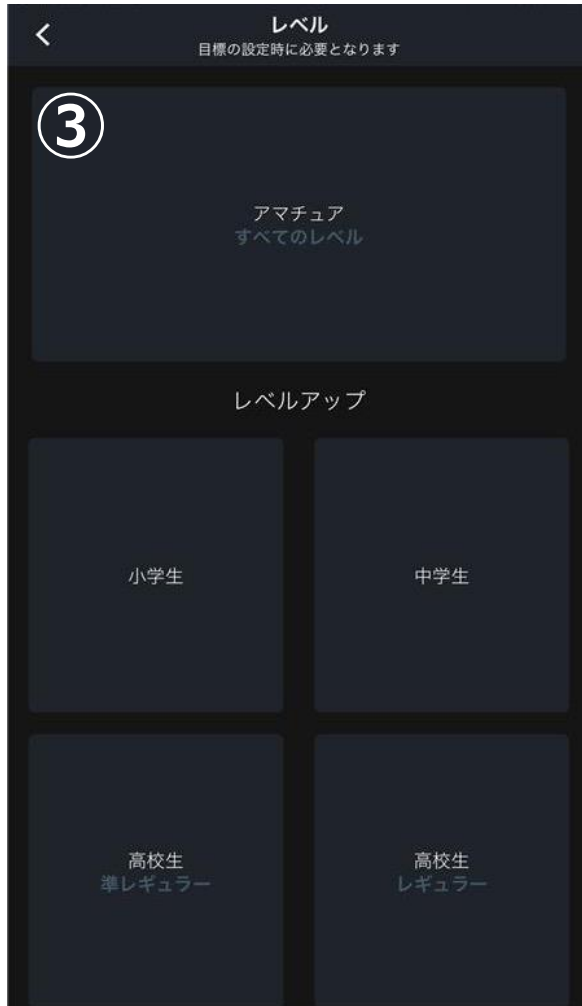 レベル
目標の設定時に必要となります
③
アマチュア
すべてのレベル
レベルアップ
小学生
中学生
高校生
準レギュラー
高校生
レギュラー